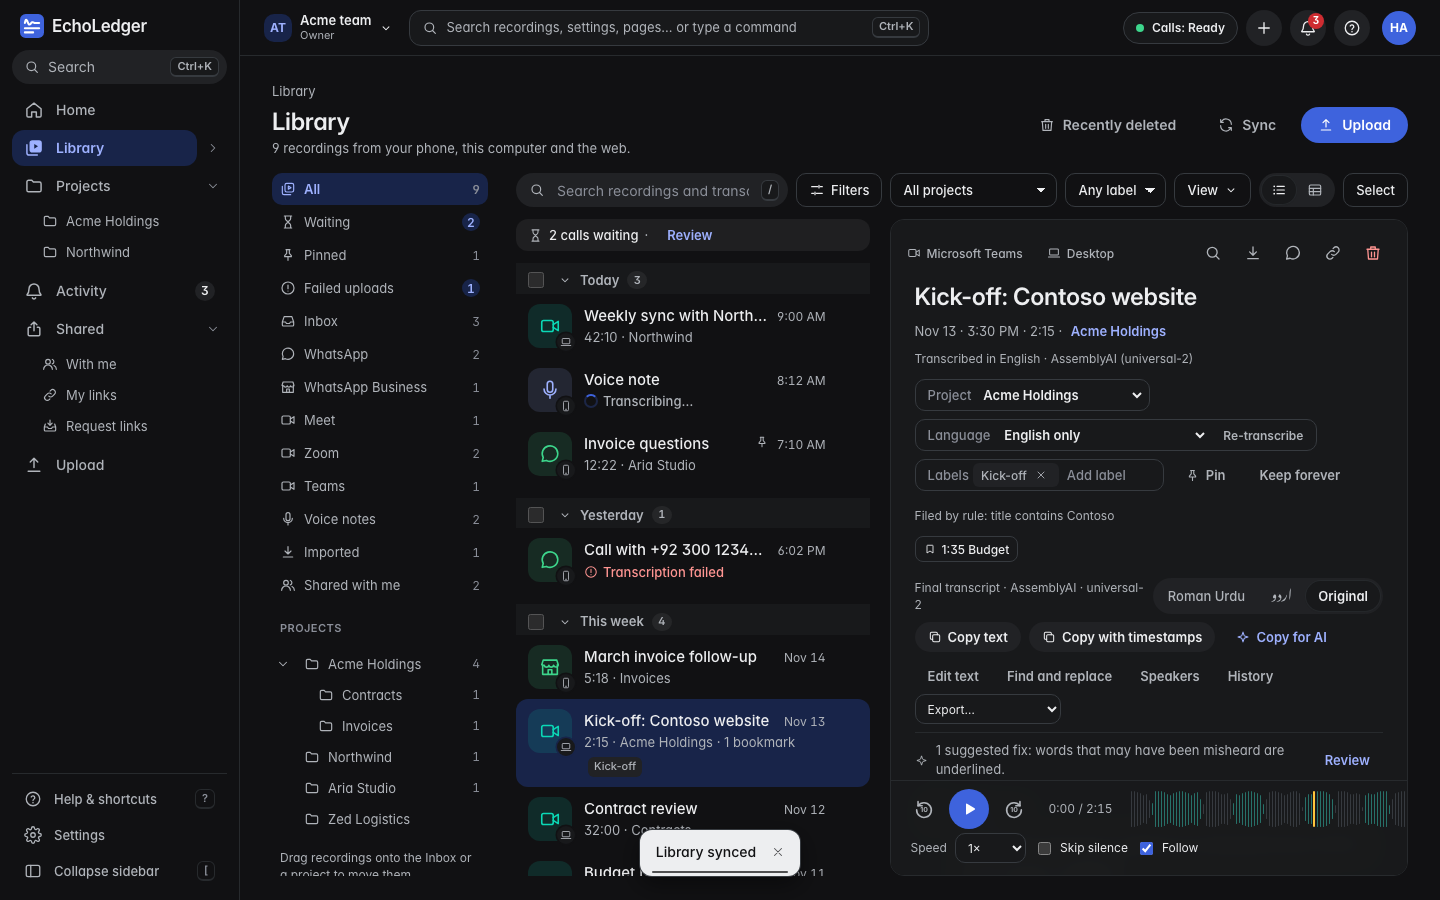 EchoLedger
Search Ctrl+K
Home
Library
Projects
Acme Holdings
Northwind
Activity 3
Shared
With me
My links
Request links
Upload
Help & shortcuts ?
Settings
Collapse sidebar [
AT Acme team
Owner
Search recordings, settings, pages... or type a command Ctrl+K
Calls: Ready
3
HA
Library
Library
9 recordings from your phone, this computer and the web.
Recently deleted
Sync
Upload
All 9
Waiting 2
Pinned 1
Failed uploads 1
Inbox 3
WhatsApp 2
WhatsApp Business 1
Meet 1
Zoom 2
Teams 1
Voice notes 2
Imported 1
Shared with me 2
PROJECTS
Acme Holdings 4
Contracts 1
Invoices 1
Northwind 1
Aria Studio 1
Zed Logistics
Drag recordings onto the Inbox or
a project to move them
Search recordings and transc /
Filters
All projects
Any label
View
Select
2 calls waiting · Review
Today 3
Weekly sync with North... 9:00 AM
42:10 · Northwind
Voice note 8:12 AM
Transcribing...
Invoice questions 7:10 AM
12:22 · Aria Studio
Yesterday 1
Call with +92 300 1234... 6:02 PM
Transcription failed
This week 4
March invoice follow-up Nov 14
5:18 · Invoices
Kick-off: Contoso website Nov 13
2:15 · Acme Holdings · 1 bookmark
Kick-off
Contract review Nov 12
32:00 · Contracts
Budget Nov 11
Library synced
Microsoft Teams
Desktop
Kick-off: Contoso website
Nov 13 · 3:30 PM · 2:15 · Acme Holdings
Transcribed in English · AssemblyAI (universal-2)
Project Acme Holdings
Language English only Re-transcribe
Labels Kick-off Add label Pin Keep forever
Filed by rule: title contains Contoso
1:35 Budget
Final transcript · AssemblyAI · universal-
2
Roman Urdu اردو Original
Copy text Copy with timestamps Copy for AI
Edit text Find and replace Speakers History
Export...
1 suggested fix: words that may have been misheard are
underlined.
Review
10 10 0:00 / 2:15
Speed 1× Skip silence Follow